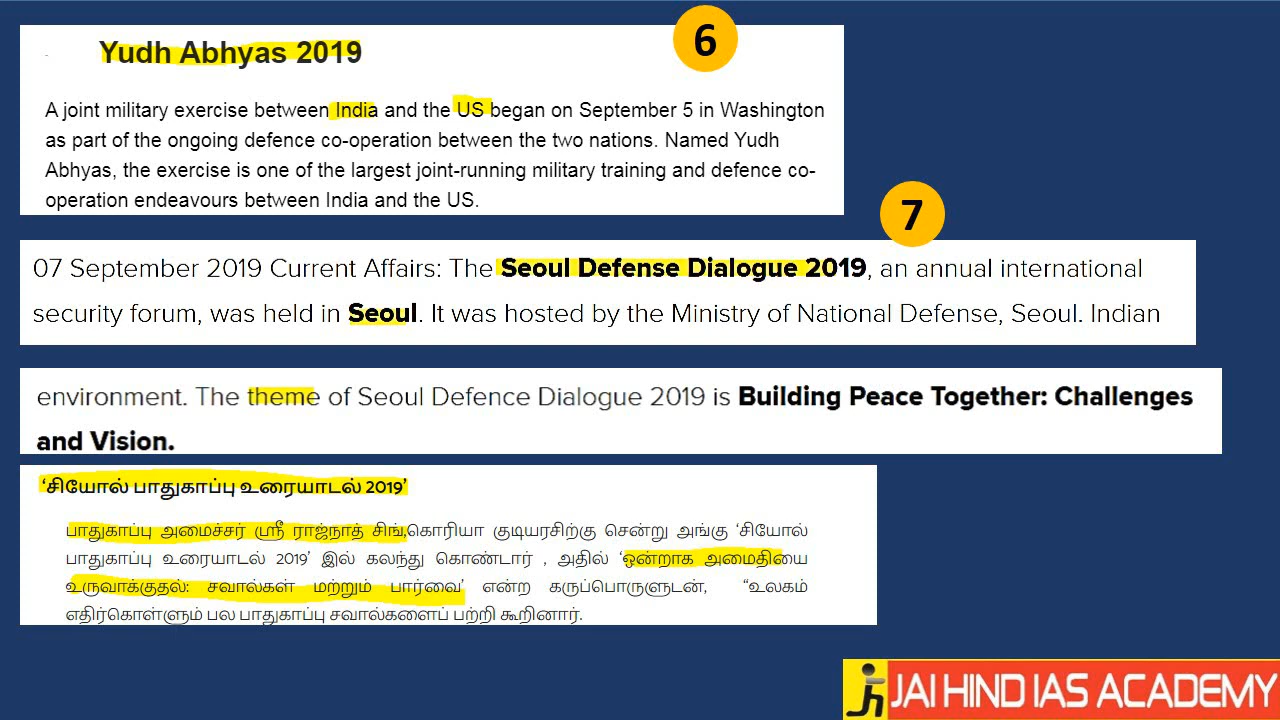 Yudh Abhyas 2019
6
A joint military exercise between India and the US began on September 5 in Washington
as part of the ongoing defence co-operation between the two nations. Named Yudh
Abhyas, the exercise is one of the largest joint-running military training and defence co-
operation endeavours between India and the US.
7
07 September 2019 Current Affairs: The Seoul Defense Dialogue 2019, an annual international
security forum, was held in Seoul. It was hosted by the Ministry of National Defense, Seoul. Indian
environment. The theme of Seoul Defence Dialogue 2019 is Building Peace Together: Challenges
and Vision.
‘சியோல் பாதுகாப்பு உரையாடல் 2019’
பாதுகாப்பு அமைச்சர் ஸ்ரீ ராஜ்நாத் சிங்,கொரியா குடியரசிற்கு சென்று அங்கு ‘சியோல்
பாதுகாப்பு உரையாடல் 2019’ இல் கலந்து கொண்டார் , அதில் ‘ஒன்றாக அமைதியை
உருவாக்குதல்: சவால்கள் மற்றும் பார்வை’ என்ற கருப்பொருளுடன், “உலகம்
எதிர்கொள்ளும் பல பாதுகாப்பு சவால்களைப் பற்றி கூறினார்.
JAI HIND IAS ACADEMY